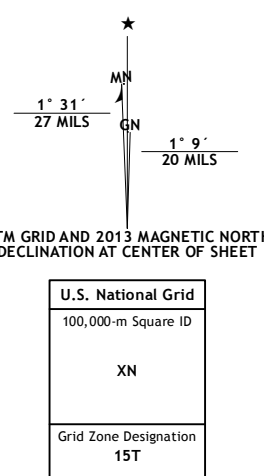 ★
MN
1° 31´
27 MILS
GN
1° 9´
20 MILS
TM GRID AND 2013 MAGNETIC NORTH
DECLINATION AT CENTER OF SHEET
U.S. National Grid
100,000-m Square ID
XN
Grid Zone Designation
15T